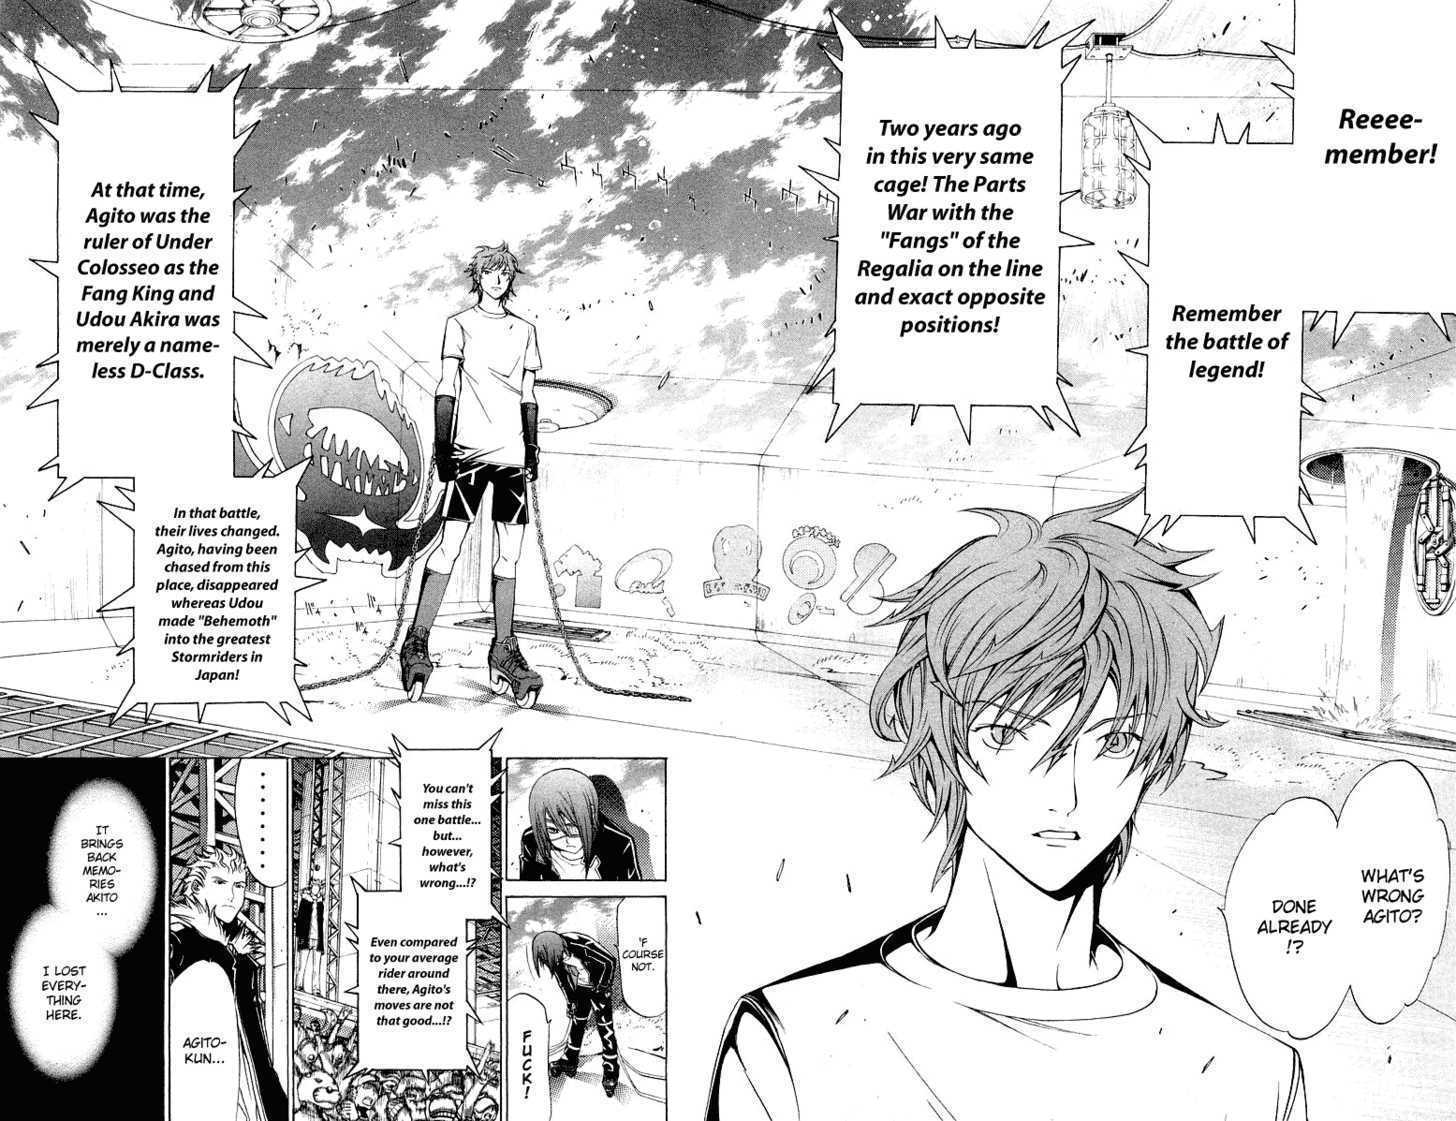 Reeee-
member!
Remember
the battle of
legend!
Two years ago
in this very same
cage! The Parts
War with the
"Fangs" of the
Regalia on the line
and exact opposite
positions!
At that time,
Agito was the
ruler of Under
Colosseo as the
Fang King and
Udou Akira was
merely a name-
less D-Class.
In that battle,
their lives changed.
Agito, having been
chased from this
place, disappeared
whereas Udou
made "Behemoth"
into the greatest
Stormriders in
Japan!
WHAT'S
WRONG
AGITO?
DONE
ALREADY
!?
'F
COURSE
NOT.
FUCK!
You can't
miss this
one battle...
but...
however,
what's
wrong...!?
Even compared
to your average
rider around
there, Agito's
moves are not
that good...!?
......
AGITO-
KUN...
IT
BRINGS
BACK
MEMO-
RIES
AKITO
...
I LOST
EVERY-
THING
HERE.